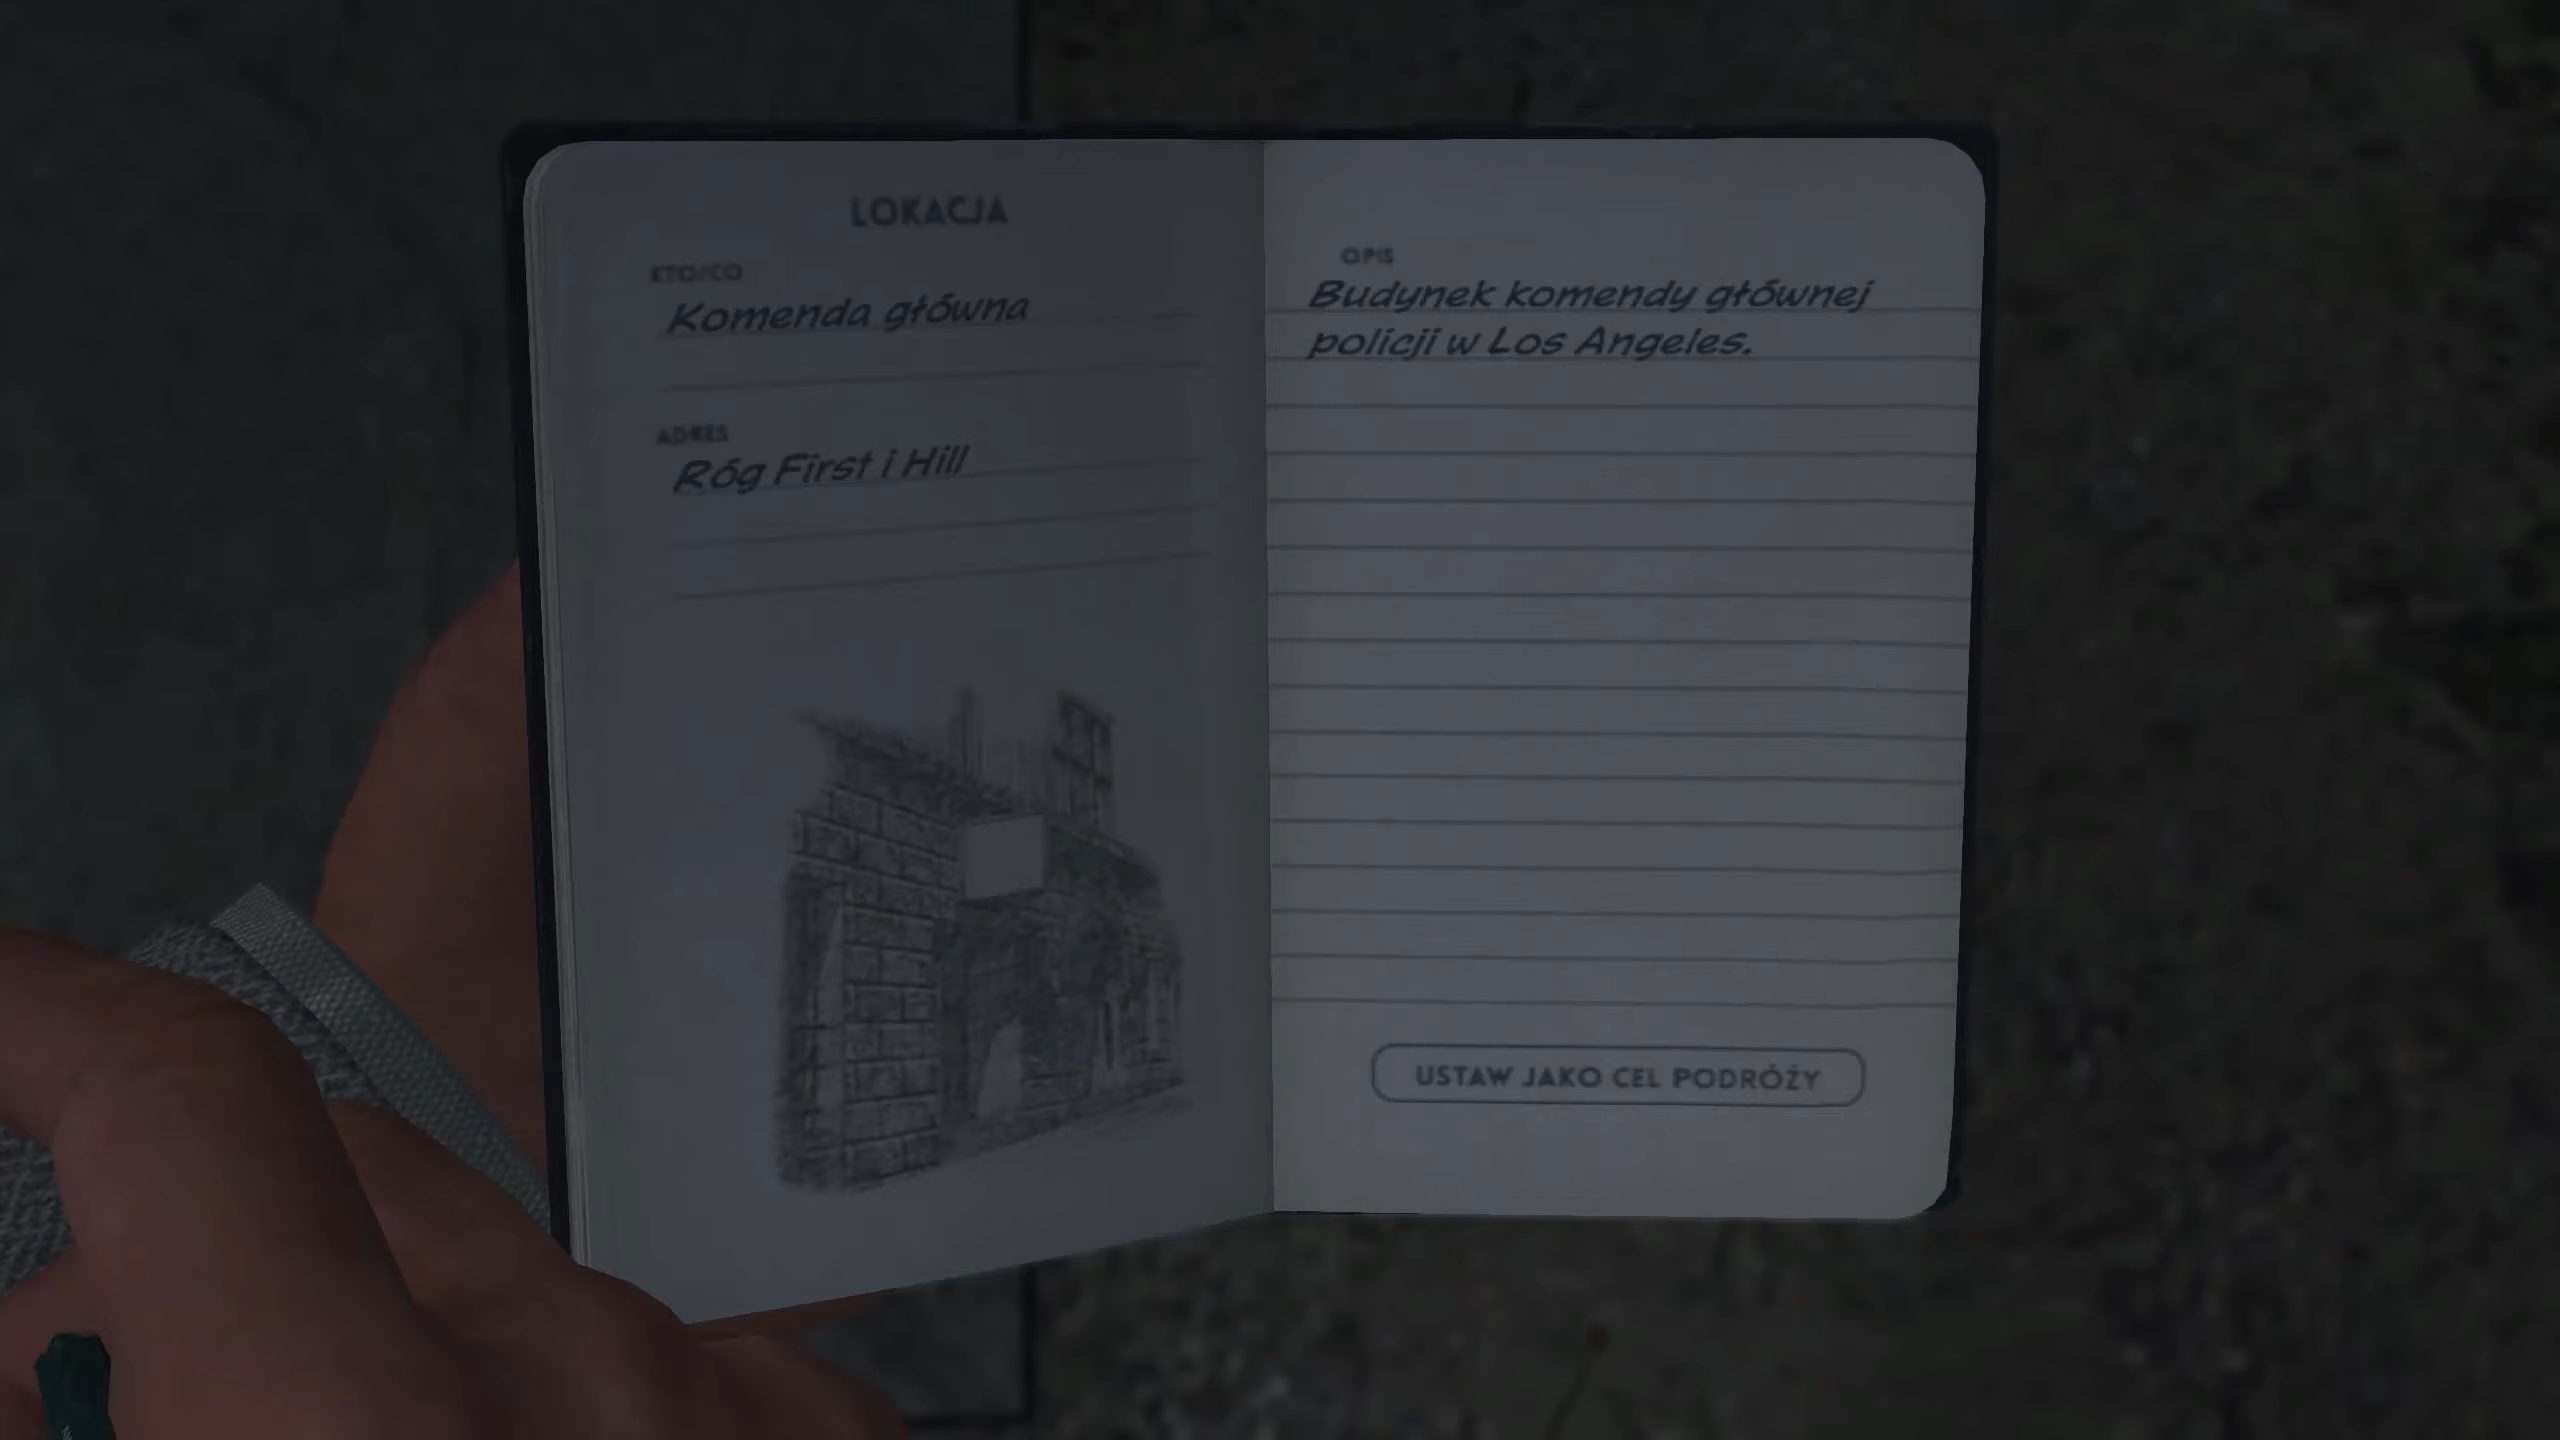 LOKACJA
KTO/CO
Komenda główna
ADRES
Róg First i Hill
OPIS
Budynek komendy głównej
policji w Los Angeles.
USTAW JAKO CEL PODRÓŻY